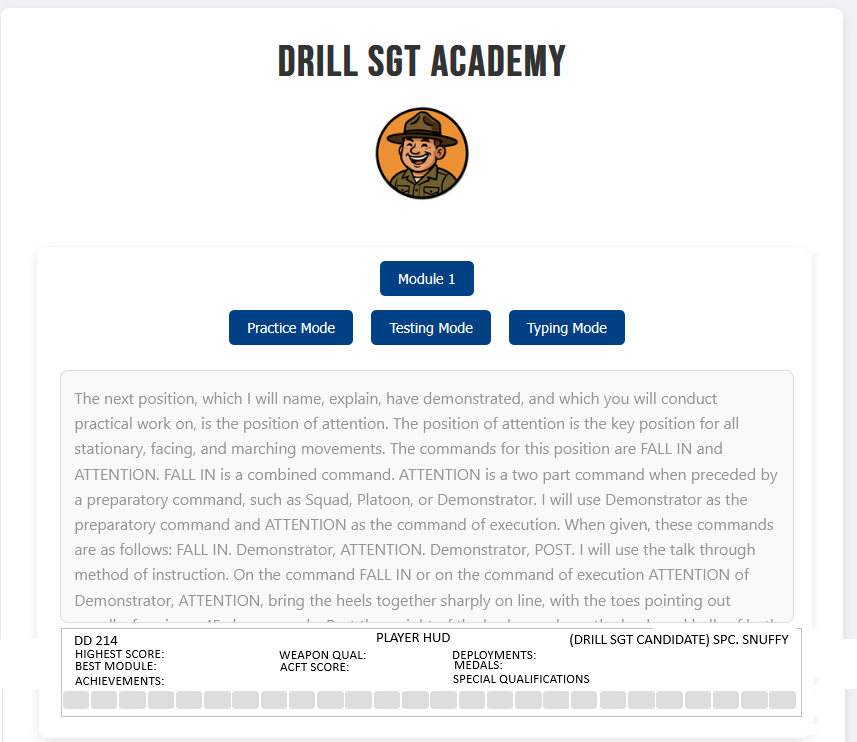 DRILL SGT ACADEMY
Module 1
Practice Mode
Testing Mode
Typing Mode
The next position, which I will name, explain, have demonstrated, and which you will conduct
practical work on, is the position of attention. The position of attention is the key position for all
stationary, facing, and marching movements. The commands for this position are FALL IN and
ATTENTION. FALL IN is a combined command. ATTENTION is a two part command when preceded by
a preparatory command, such as Squad, Platoon, or Demonstrator. I will use Demonstrator as the
preparatory command and ATTENTION as the command of execution. When given, these commands
are as follows: FALL IN. Demonstrator, ATTENTION. Demonstrator, POST. I will use the talk through
method of instruction. On the command FALL IN or on the command of execution ATTENTION of
Demonstrator, ATTENTION, bring the heels together sharply on line, with the toes pointing out
PLAYER HUD
DD 214
(DRILL SGT CANDIDATE) SPC. SNUFFY
HIGHEST SCORE:
WEAPON QUAL:
DEPLOYMENTS:
BEST MODULE:
ACFT SCORE:
MEDALS:
ACHIEVEMENTS:
SPECIAL QUALIFICATIONS